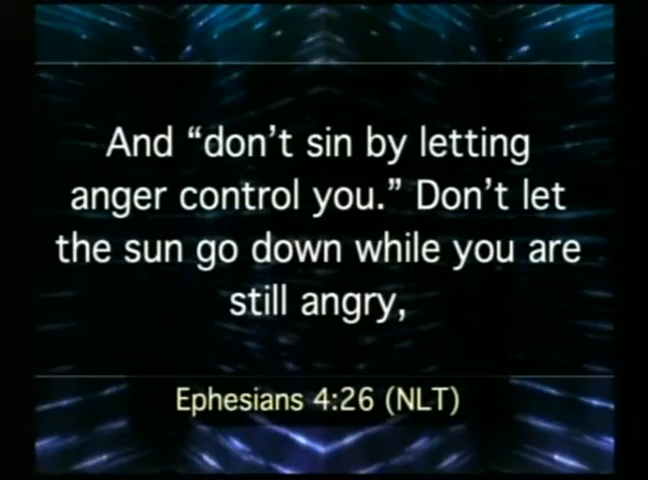 And “don’t sin by letting
anger control you.” Don’t let
the sun go down while you are
still angry,
Ephesians 4:26 (NLT)